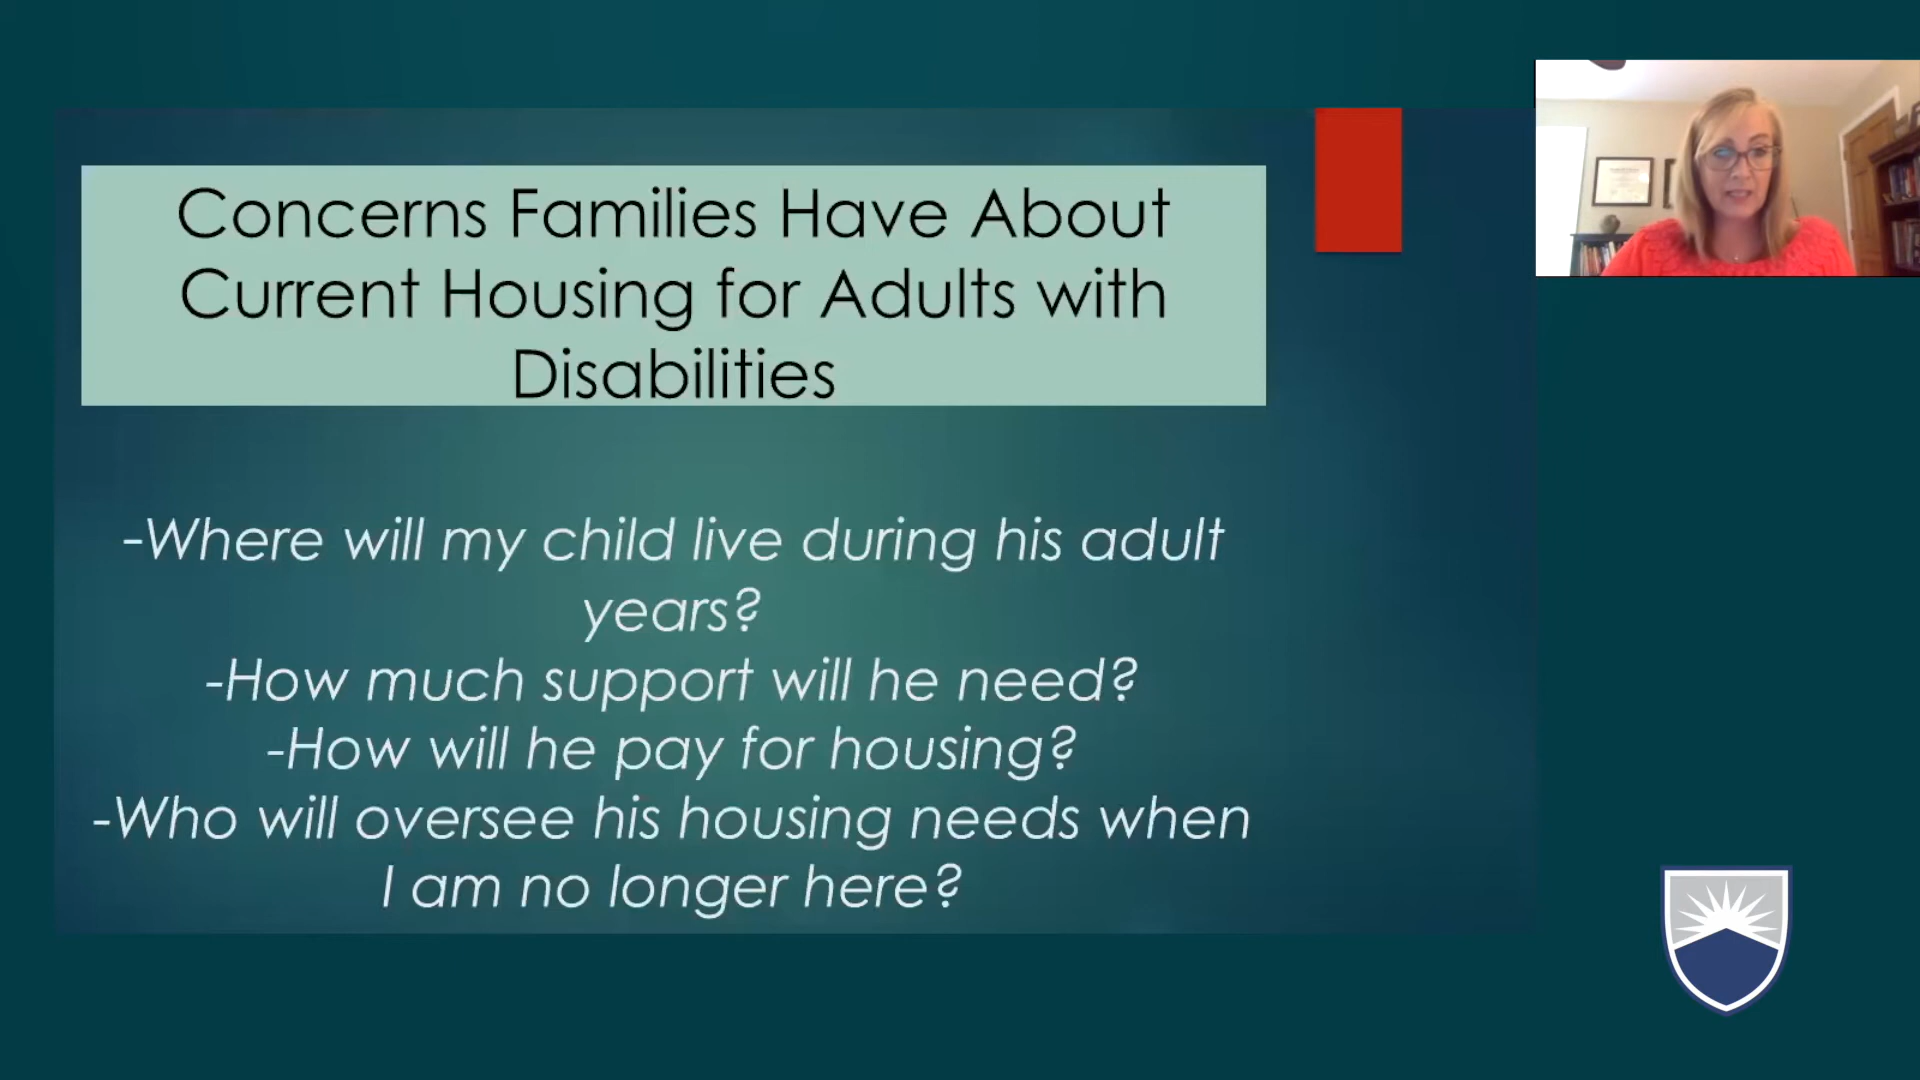 Concerns Families Have About
Current Housing for Adults with
Disabilities
-Where will my child live during his adult
years?
-How much support will he need?
-How will he pay for housing?
-Who will oversee his housing needs when
I am no longer here?